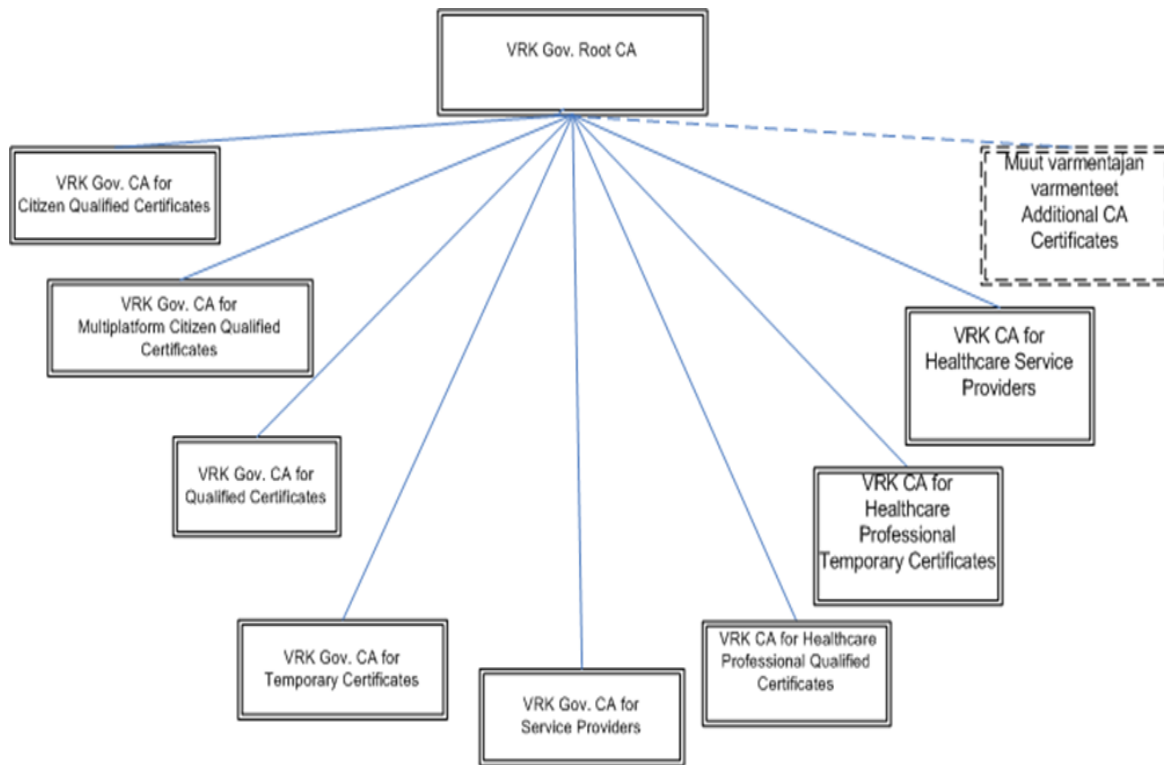 VRK Gov. Root CA
VRK Gov. CA for
Citizen Qualified Certificates
Muut varmentajan
varmenteet
Additional CA
Certificates
VRK Gov. CA for
Multiplatform Citizen Qualified
Certificates
VRK CA for
Healthcare Service
Providers
VRK Gov. CA for
Qualified Certificates
VRK CA for
Healthcare
Professional
Temporary Certificates
VRK Gov. CA for
Temporary Certificates
VRK Gov. CA for
Service Providers
VRK CA for Healthcare
Professional Qualified
Certificates